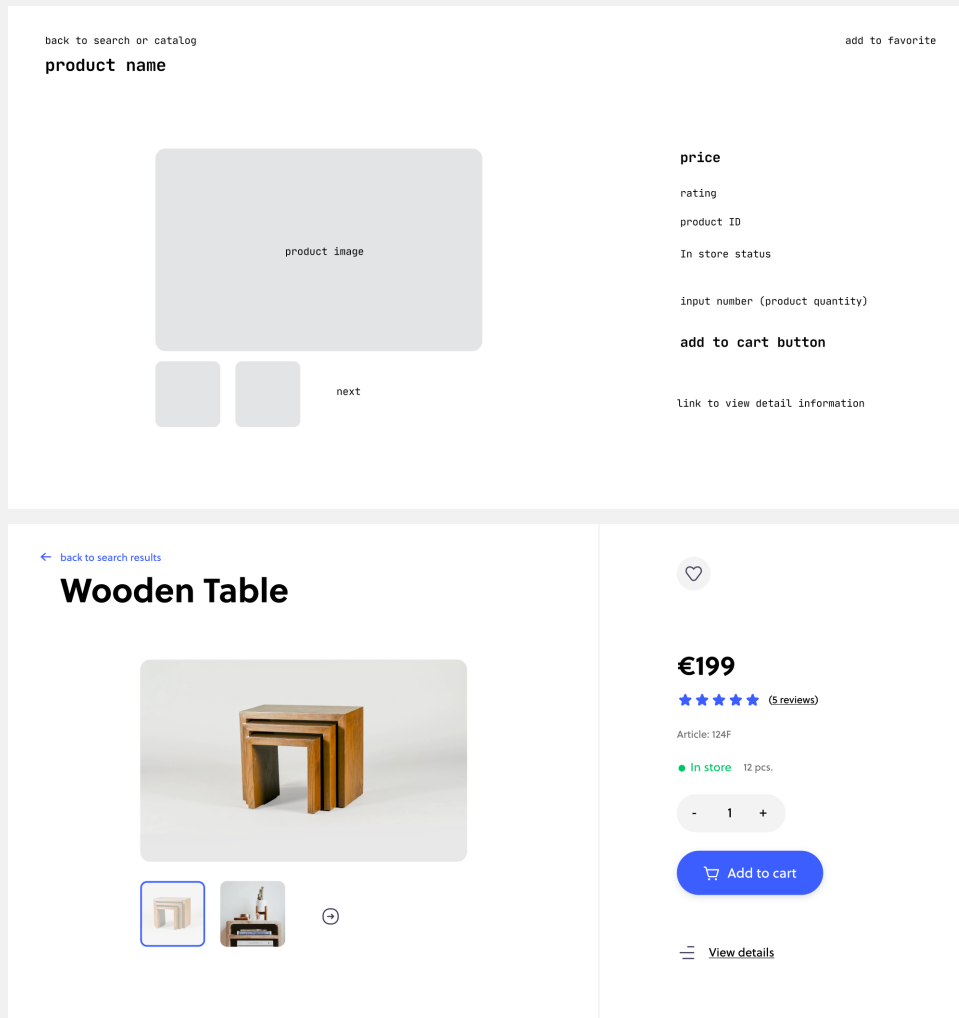 back to search or catalog
add to favorite
product name
product image
next
price
rating
product ID
In store status
input number (product quantity)
add to cart button
link to view detail information
back to search results
Wooden Table
€199
(5 reviews)
Article: 124F
In store 12 pcs.
- 1 +
Add to cart
View details